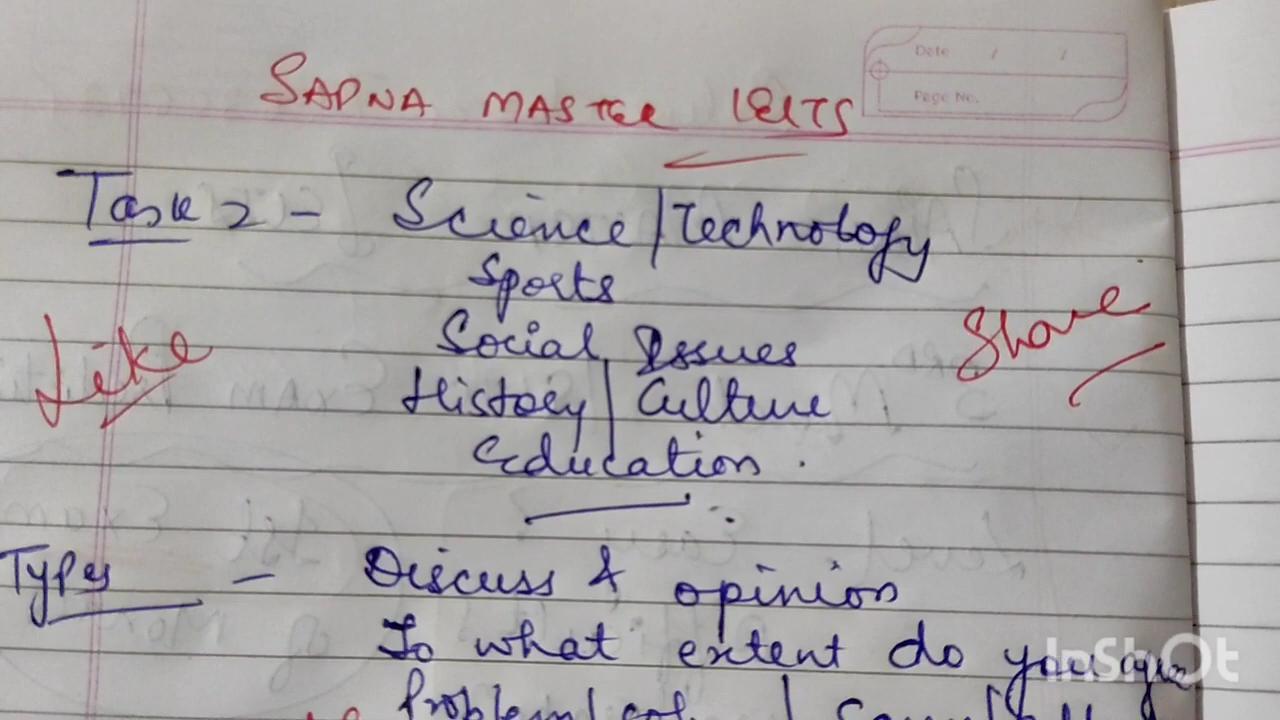 Date / /
Page No.
SAPNA MASTER IELTS
Task 2 - Science/Technology
Sports
Social Issues
Like
Share
History/Culture
Education.
Types - Discuss & opinion
To what extent do you agree
InShOt